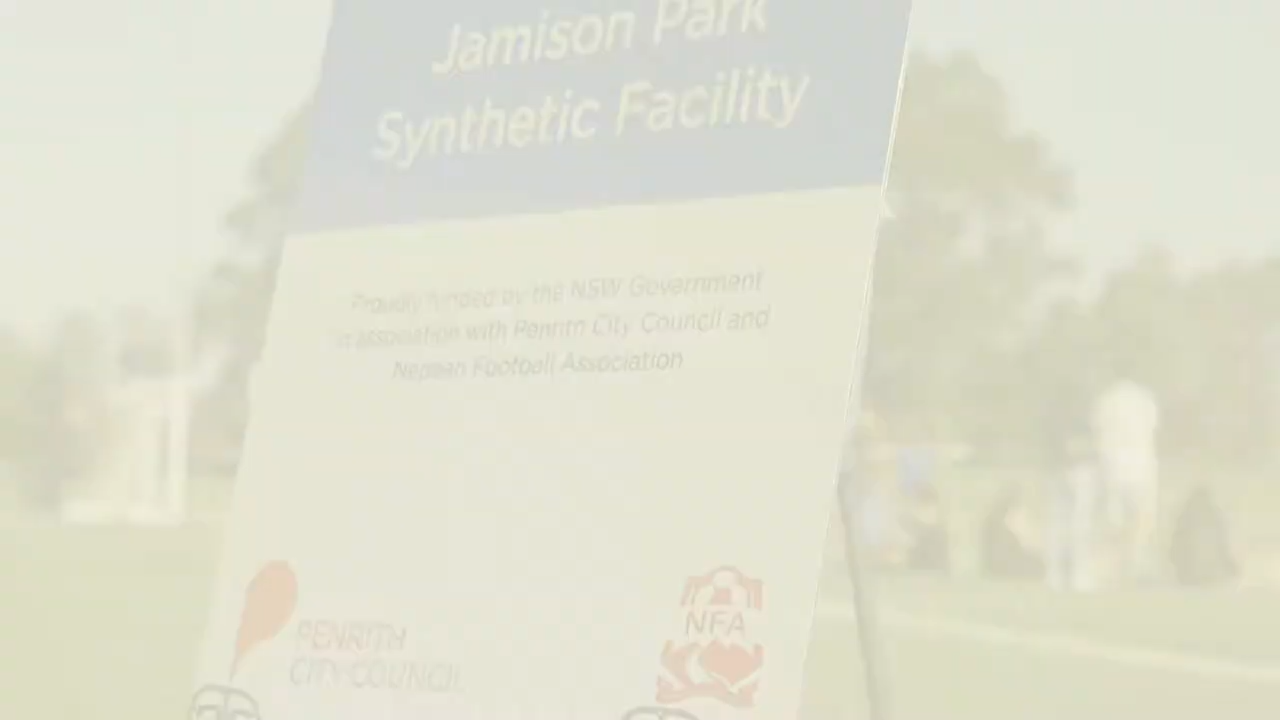 Jamison Park
Synthetic Facility
Proudly funded by the NSW Government
in association with Penrith City Council and
Nepean Football Association
PENRITH
CITY COUNCIL
NFA